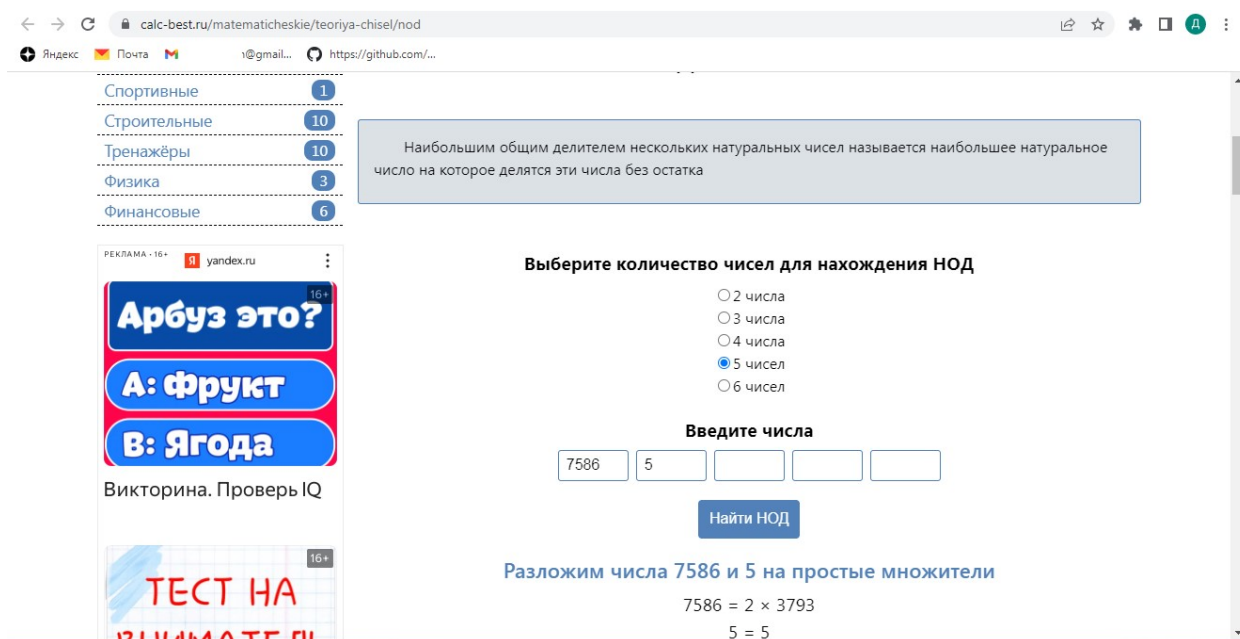 calc-best.ru/matematicheskie/teoriya-chisel/nod
Д
Яндекс Почта ı@gmail... https://github.com/...
Спортивные 1
Строительные 10
Тренажёры 10
Физика 3
Финансовые 6
Наибольшим общим делителем нескольких натуральных чисел называется наибольшее натуральное
число на которое делятся эти числа без остатка
РЕКЛАМА • 16+ Я yandex.ru
16+
Арбуз это?
А: Фрукт
В: Ягода
Викторина. Проверь IQ
16+
ТЕСТ НА
Выберите количество чисел для нахождения НОД
2 числа
3 числа
4 числа
5 чисел
6 чисел
Введите числа
7586 5
Найти НОД
Разложим числа 7586 и 5 на простые множители
7586 = 2 × 3793
5 = 5